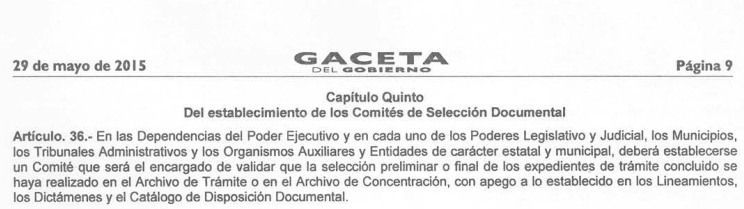 29 de mayo de 2015
GACETA
DEL GOBIERNO
Página 9
Capítulo Quinto
Del establecimiento de los Comités de Selección Documental
Artículo. 36.- En las Dependencias del Poder Ejecutivo y en cada uno de los Poderes Legislativo y Judicial, los Municipios,
los Tribunales Administrativos y los Organismos Auxiliares y Entidades de carácter estatal y municipal, deberá establecerse
un Comité que será el encargado de validar que la selección preliminar o final de los expedientes de trámite concluido se
haya realizado en el Archivo de Trámite o en el Archivo de Concentración, con apego a lo establecido en los Lineamientos,
los Dictámenes y el Catálogo de Disposición Documental.